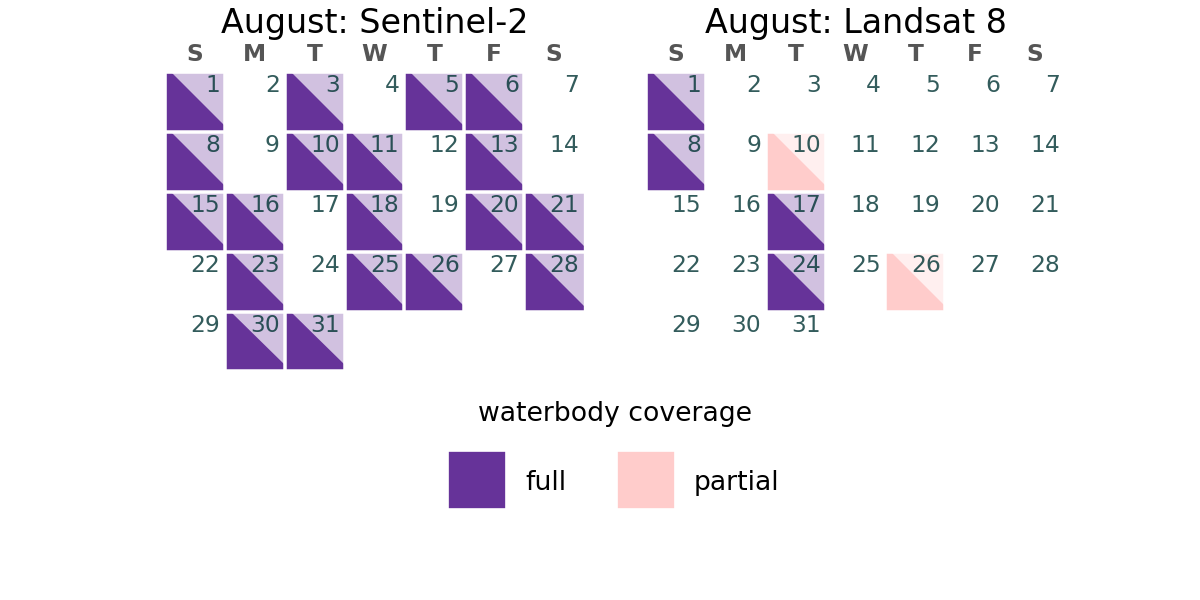 August: Sentinel-2
S M T W T F S
1 2 3 4 5 6 7
8 9 10 11 12 13 14
15 16 17 18 19 20 21
22 23 24 25 26 27 28
29 30 31
August: Landsat 8
S M T W T F S
1 2 3 4 5 6 7
8 9 10 11 12 13 14
15 16 17 18 19 20 21
22 23 24 25 26 27 28
29 30 31
waterbody coverage
full partial